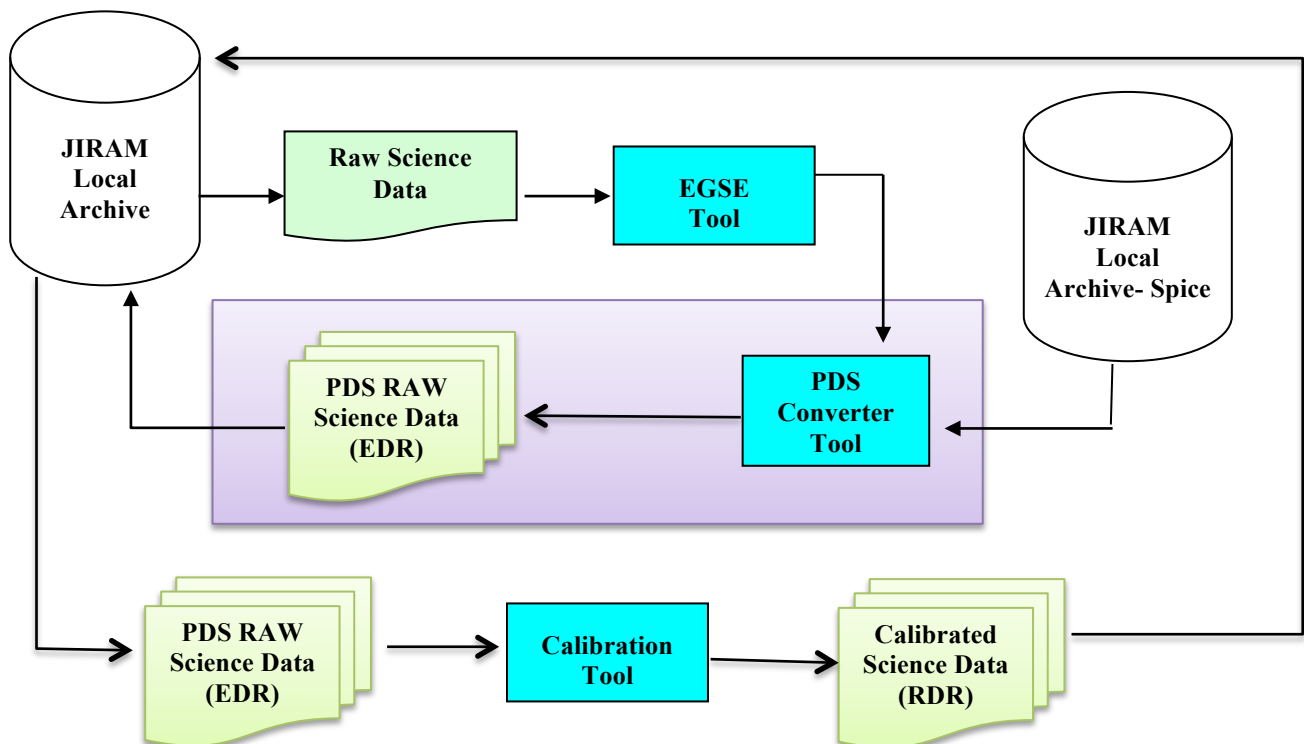 JIRAM
Local
Archive
Raw Science
Data
EGSE
Tool
JIRAM
Local
Archive- Spice
PDS RAW
Science Data
(EDR)
PDS
Converter
Tool
PDS RAW
Science Data
(EDR)
Calibration
Tool
Calibrated
Science Data
(RDR)